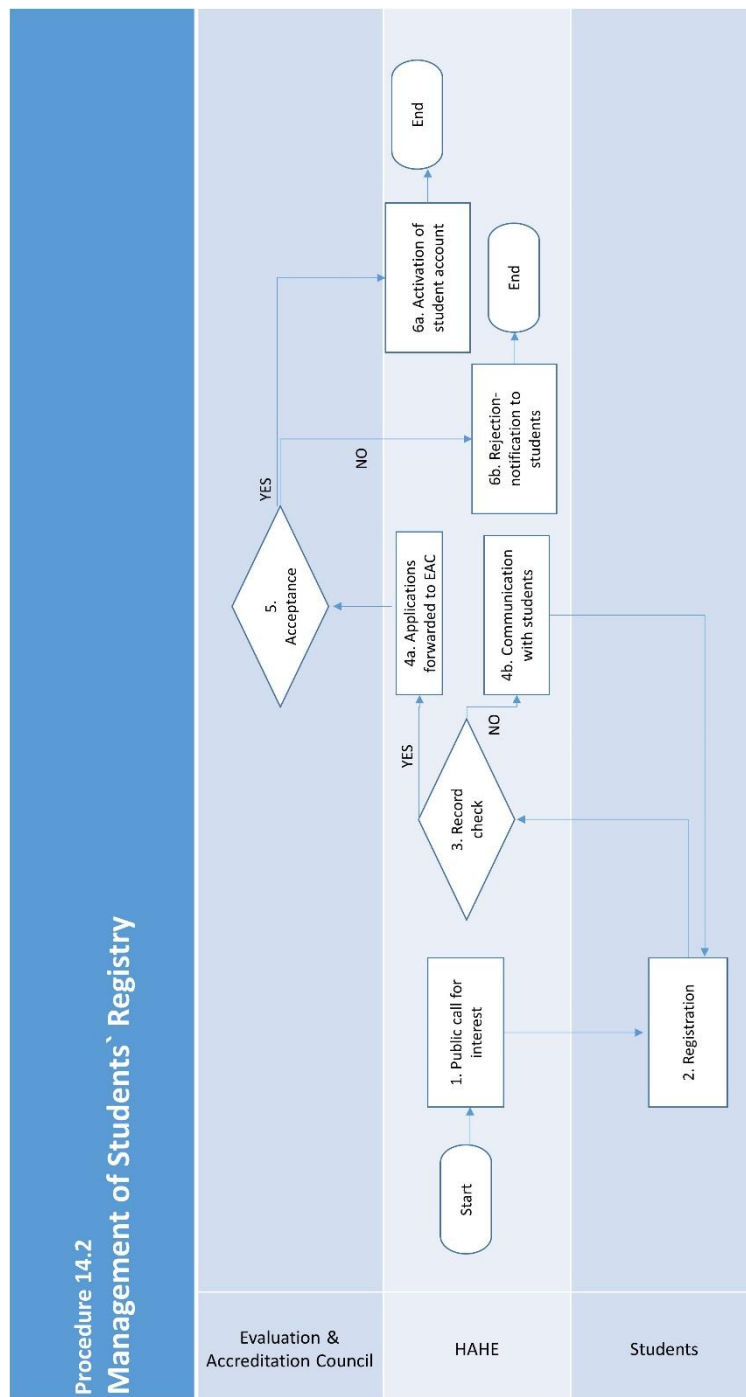 Procedure 14.2
Management of Students` Registry
Evaluation &
Accreditation Council
HAHE
Students
Start
1. Public call for
interest
2. Registration
3. Record
check
YES
NO
4a. Applications
forwarded to EAC
4b. Communication
with students
5.
Acceptance
YES
NO
6a. Activation of
student account
6b. Rejection-
notification to
students
End
End